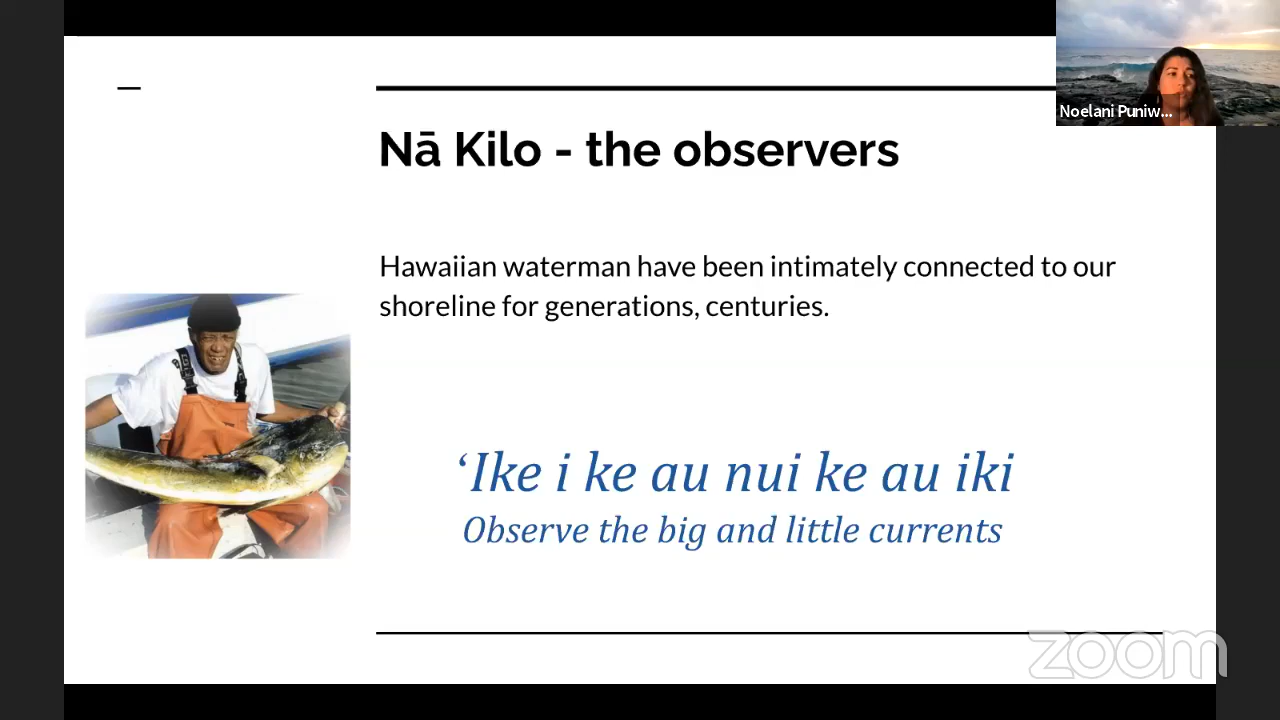 Noelani Puniw...
Nā Kilo - the observers
Hawaiian waterman have been intimately connected to our
shoreline for generations, centuries.
‘Ike i ke au nui ke au iki
Observe the big and little currents
zoom